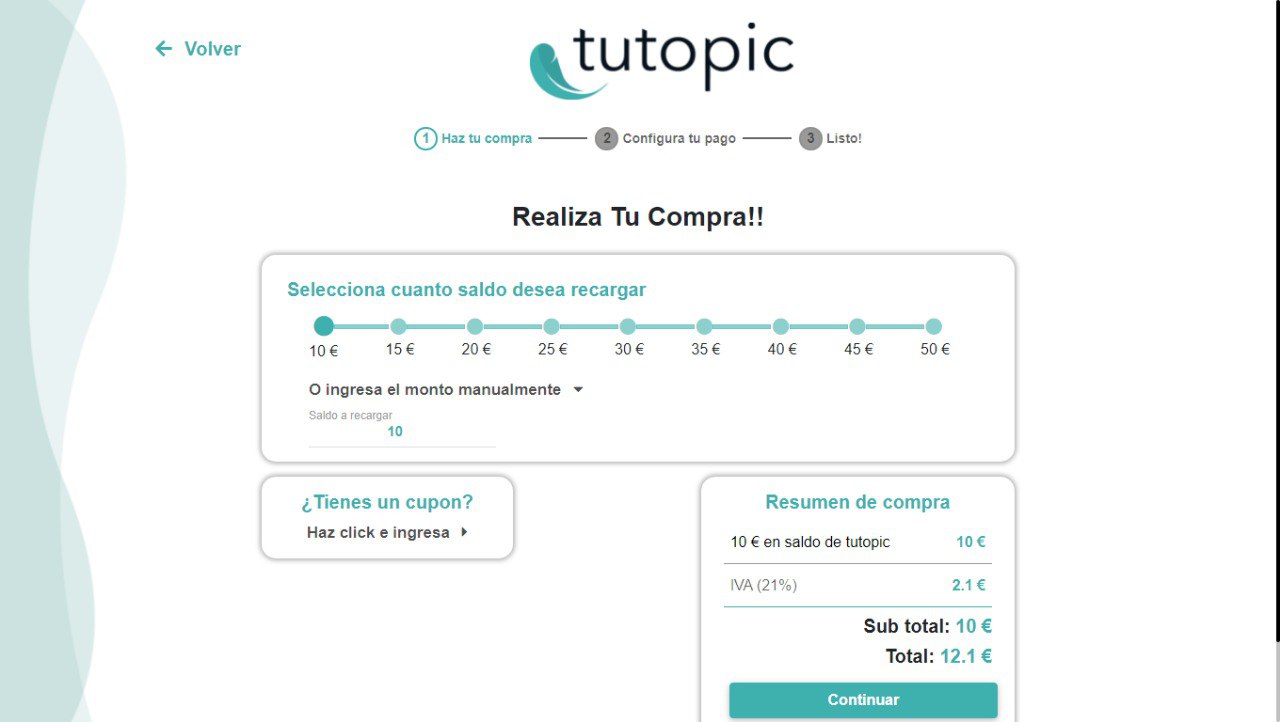 Volver
tutopic
1 Haz tu compra 2 Configura tu pago 3 Listo!
Realiza Tu Compra!!
Selecciona cuanto saldo desea recargar
10 € 15 € 20 € 25 € 30 € 35 € 40 € 45 € 50 €
O ingresa el monto manualmente
Saldo a recargar
10
¿Tienes un cupon?
Haz click e ingresa
Resumen de compra
10 € en saldo de tutopic 10 €
IVA (21%) 2.1 €
Sub total: 10 €
Total: 12.1 €
Continuar